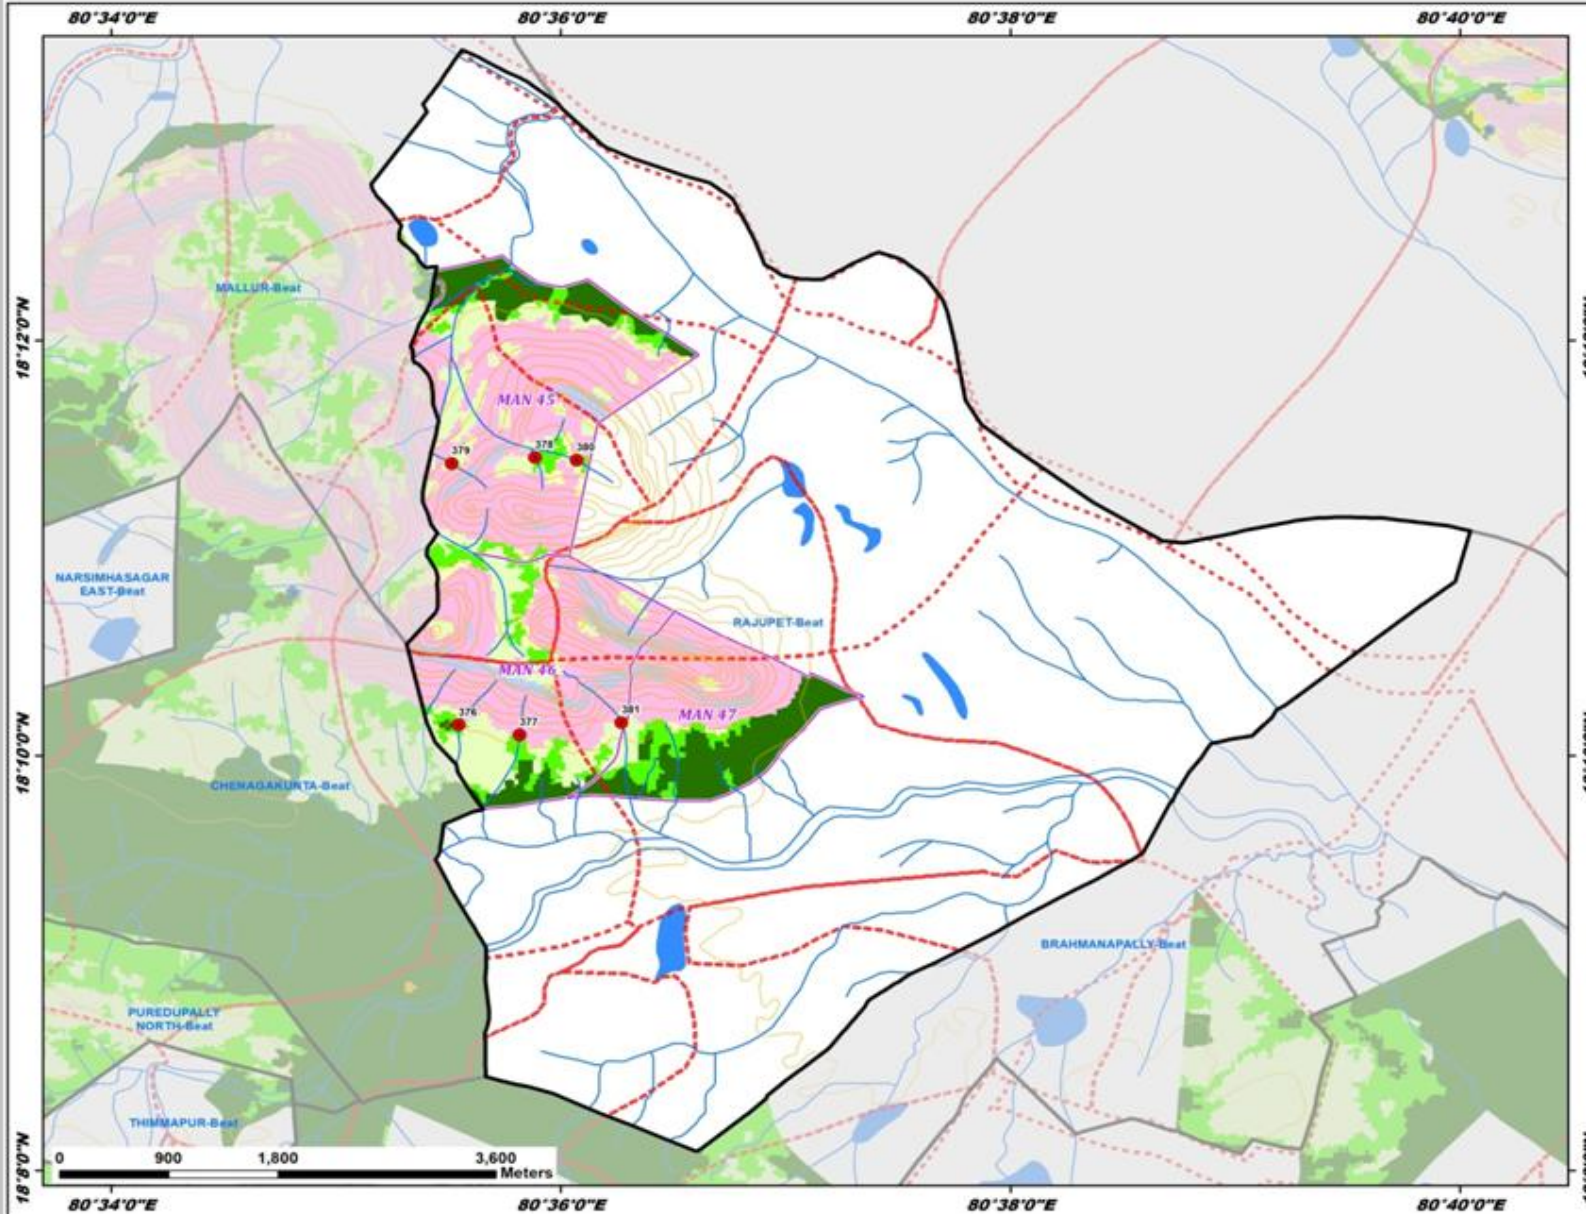 80°34'0"E 80°36'0"E 80°38'0"E 80°40'0"E
MALLUR-Beat
18°12'0"N
MAN 45
379 378 380
NARSIMHASAGAR
EAST-Beat
RAJUPET-Beat
MAN 46
376 377 381
MAN 47
18°10'0"N
CHENAGAKUNTA-Beat
BRAHMANAPALLY-Beat
PUREDUPALLY
NORTH-Beat
THIMMAPUR-Beat
18°8'0"N
0 900 1,800 3,600
Meters
80°34'0"E 80°36'0"E 80°38'0"E 80°40'0"E